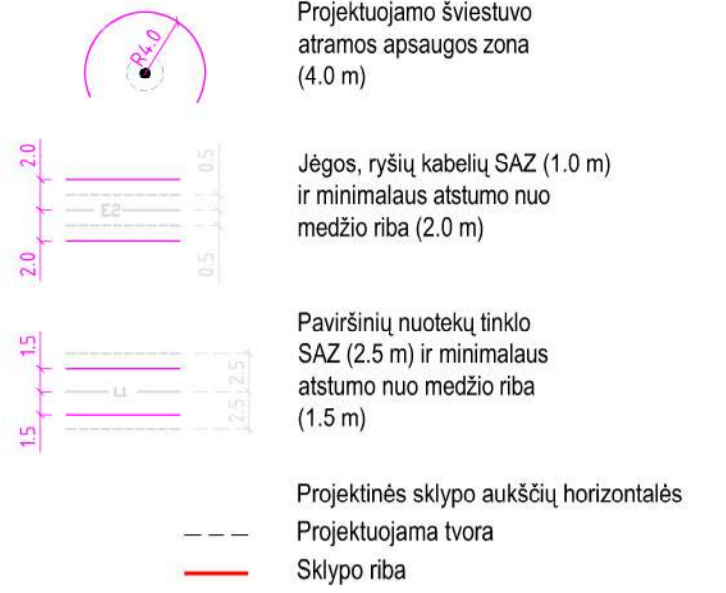 Projektuojamo šviestuvo
atramos apsaugos zona
(4.0 m)
R4.0
Jėgos, ryšių kabelių SAZ (1.0 m)
ir minimalaus atstumo nuo
medžio riba (2.0 m)
2.0
2.0
0.5
0.5
E2
Paviršinių nuotekų tinklo
SAZ (2.5 m) ir minimalaus
atstumo nuo medžio riba
(1.5 m)
1.5
1.5
2.5
2.5
L1
Projektinės sklypo aukščių horizontalės
Projektuojama tvora
Sklypo riba